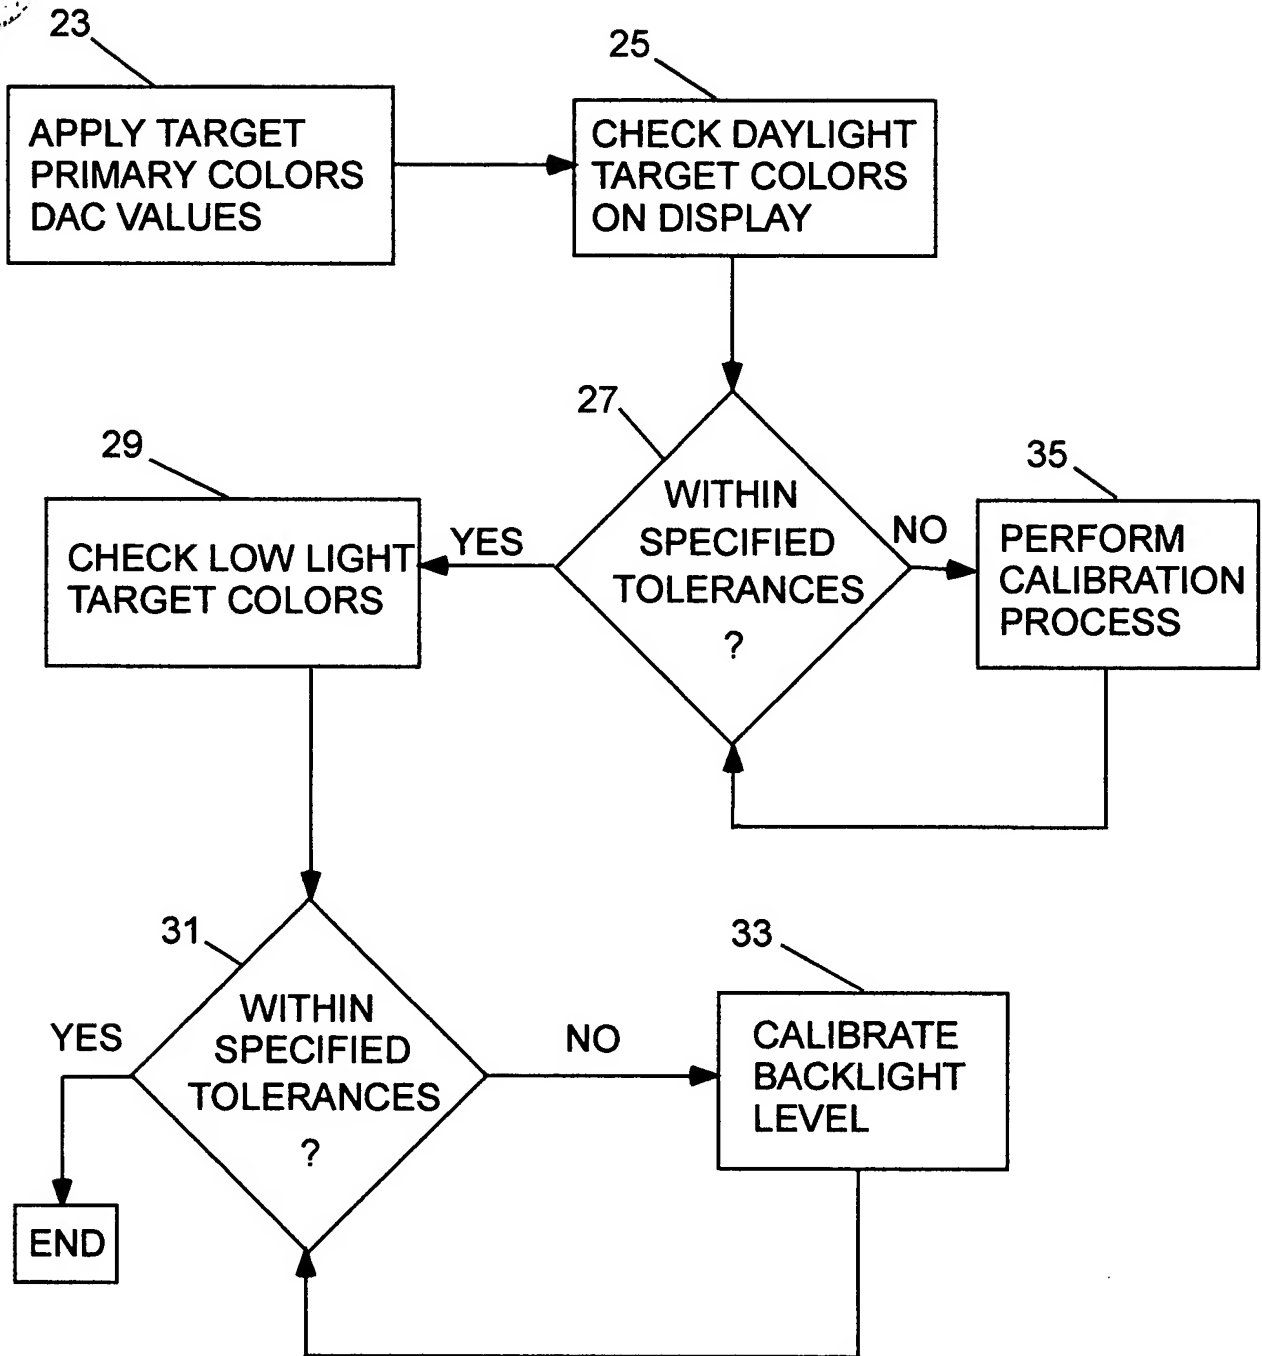 23
APPLY TARGET
PRIMARY COLORS
DAC VALUES
25
CHECK DAYLIGHT
TARGET COLORS
ON DISPLAY
27
WITHIN
SPECIFIED
TOLERANCES
?
NO
35
PERFORM
CALIBRATION
PROCESS
YES
29
CHECK LOW LIGHT
TARGET COLORS
31
WITHIN
SPECIFIED
TOLERANCES
?
YES
END
NO
33
CALIBRATE
BACKLIGHT
LEVEL